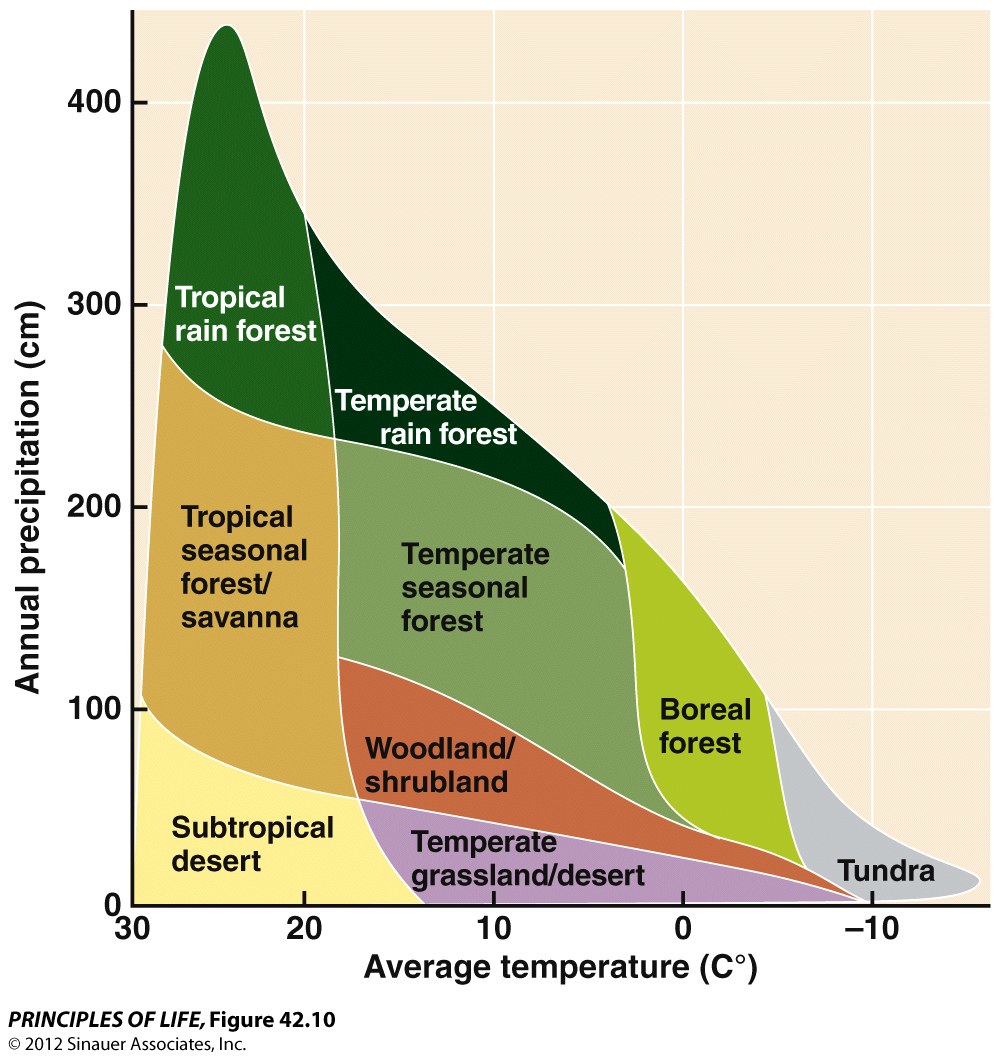 400
300
200
100
0
Annual precipitation (cm)
Tropical
rain forest
Temperate
rain forest
Tropical
seasonal
forest/
savanna
Temperate
seasonal
forest
Boreal
forest
Woodland/
shrubland
Subtropical
desert
Temperate
grassland/desert
Tundra
30 20 10 0 –10
Average temperature (C°)
PRINCIPLES OF LIFE, Figure 42.10
© 2012 Sinauer Associates, Inc.